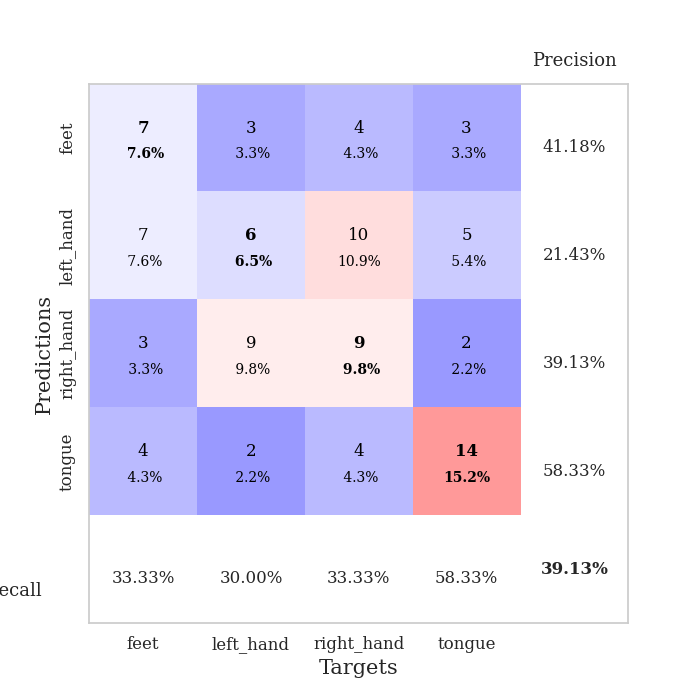 Precision
feet 7 3 4 3 41.18%
7.6% 3.3% 4.3% 3.3%
left_hand 7 6 10 5 21.43%
7.6% 6.5% 10.9% 5.4%
Predictions
right_hand 3 9 9 2 39.13%
3.3% 9.8% 9.8% 2.2%
tongue 4 2 4 14 58.33%
4.3% 2.2% 4.3% 15.2%
ecall 33.33% 30.00% 33.33% 58.33% 39.13%
feet left_hand right_hand tongue
Targets